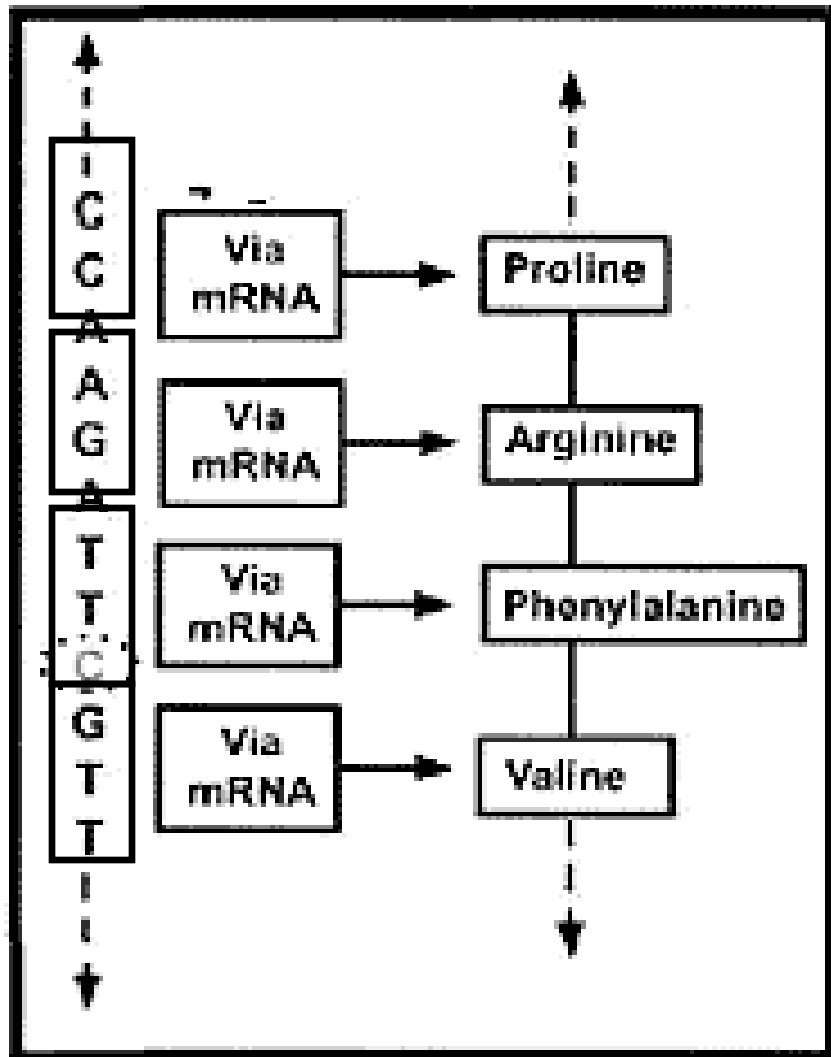 C
C
A
Via
mRNA
Proline
A
G
A
Via
mRNA
Arginine
T
T
C
Via
mRNA
Phenylalanine
G
T
T
Via
mRNA
Valine